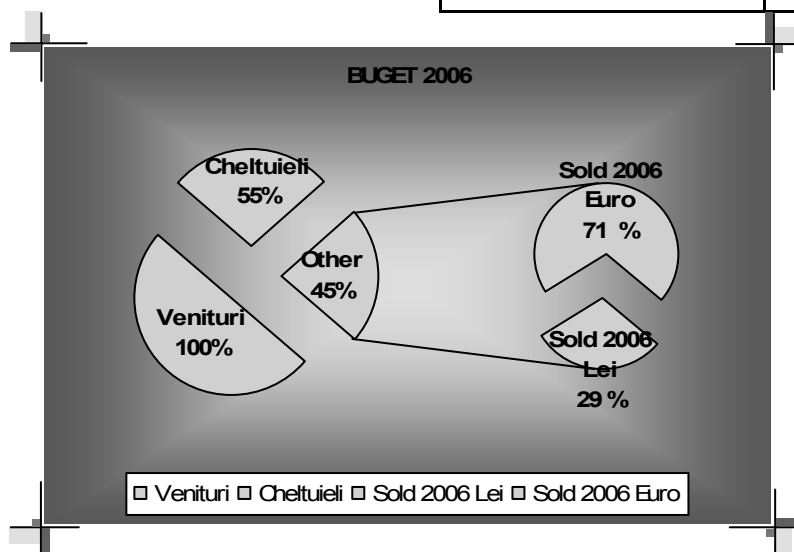 BUGET 2006
Cheltuieli
55%
Other
45%
Venituri
100%
Sold 2006
Euro
71 %
Sold 2006
Lei
29 %
Venituri Cheltuieli Sold 2006 Lei Sold 2006 Euro